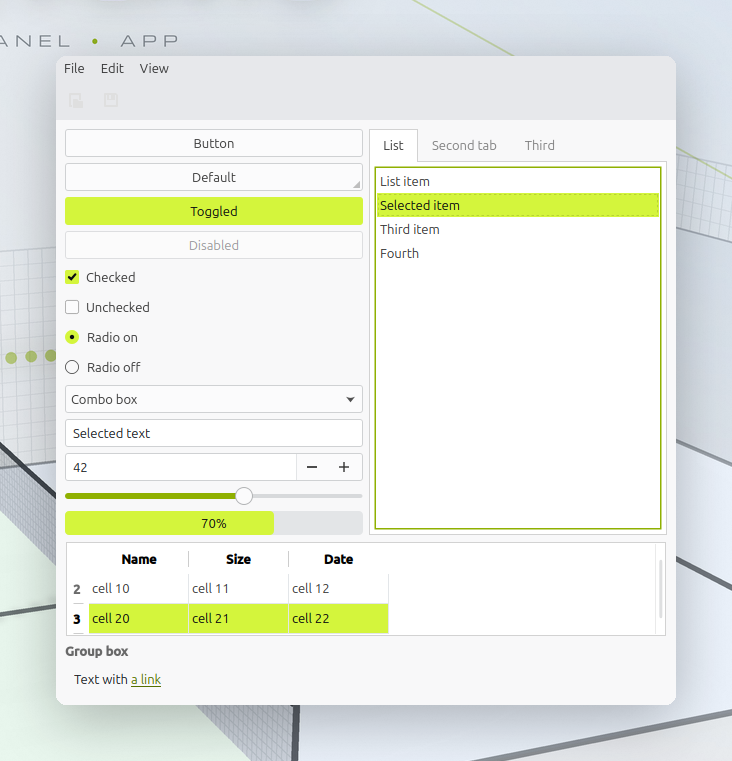 ANEL • APP
File Edit View
Button
Default
Toggled
Disabled
Checked
Unchecked
Radio on
Radio off
Combo box
Selected text
42
70%
List Second tab Third
List item
Selected item
Third item
Fourth
Name Size Date
2 cell 10 cell 11 cell 12
3 cell 20 cell 21 cell 22
Group box
Text with a link